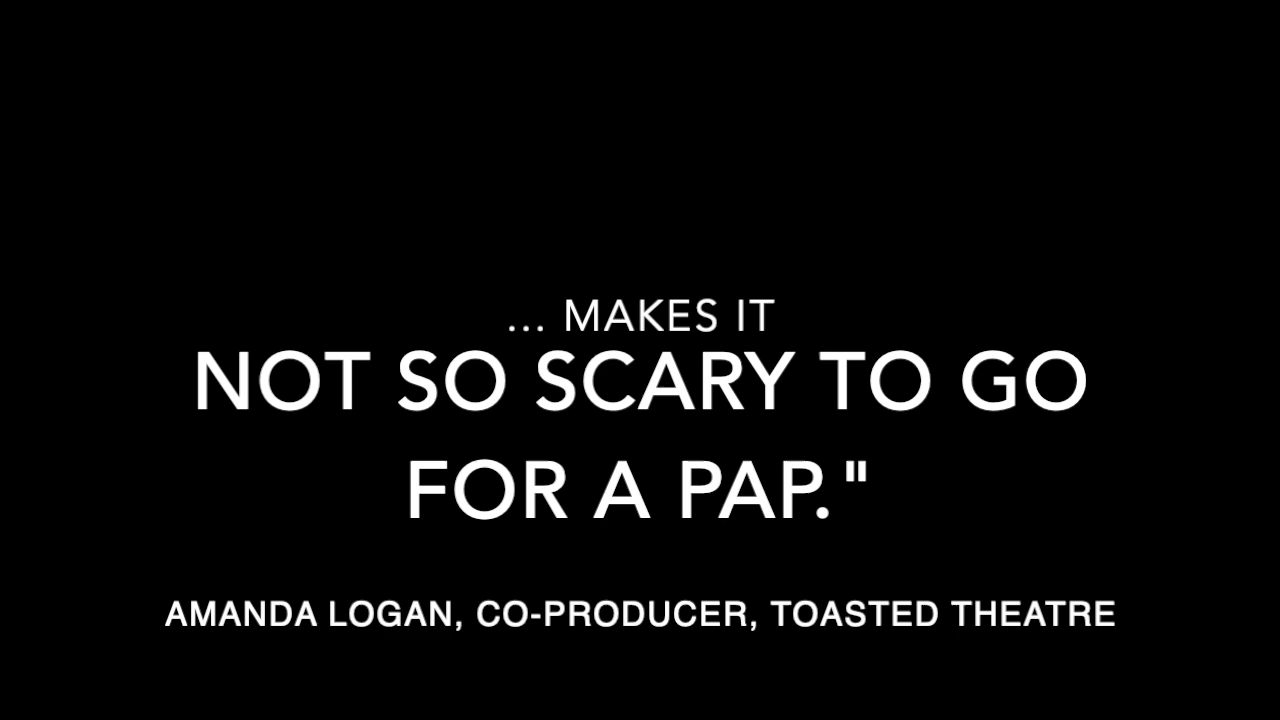 ... MAKES IT
NOT SO SCARY TO GO
FOR A PAP."
AMANDA LOGAN, CO-PRODUCER, TOASTED THEATRE